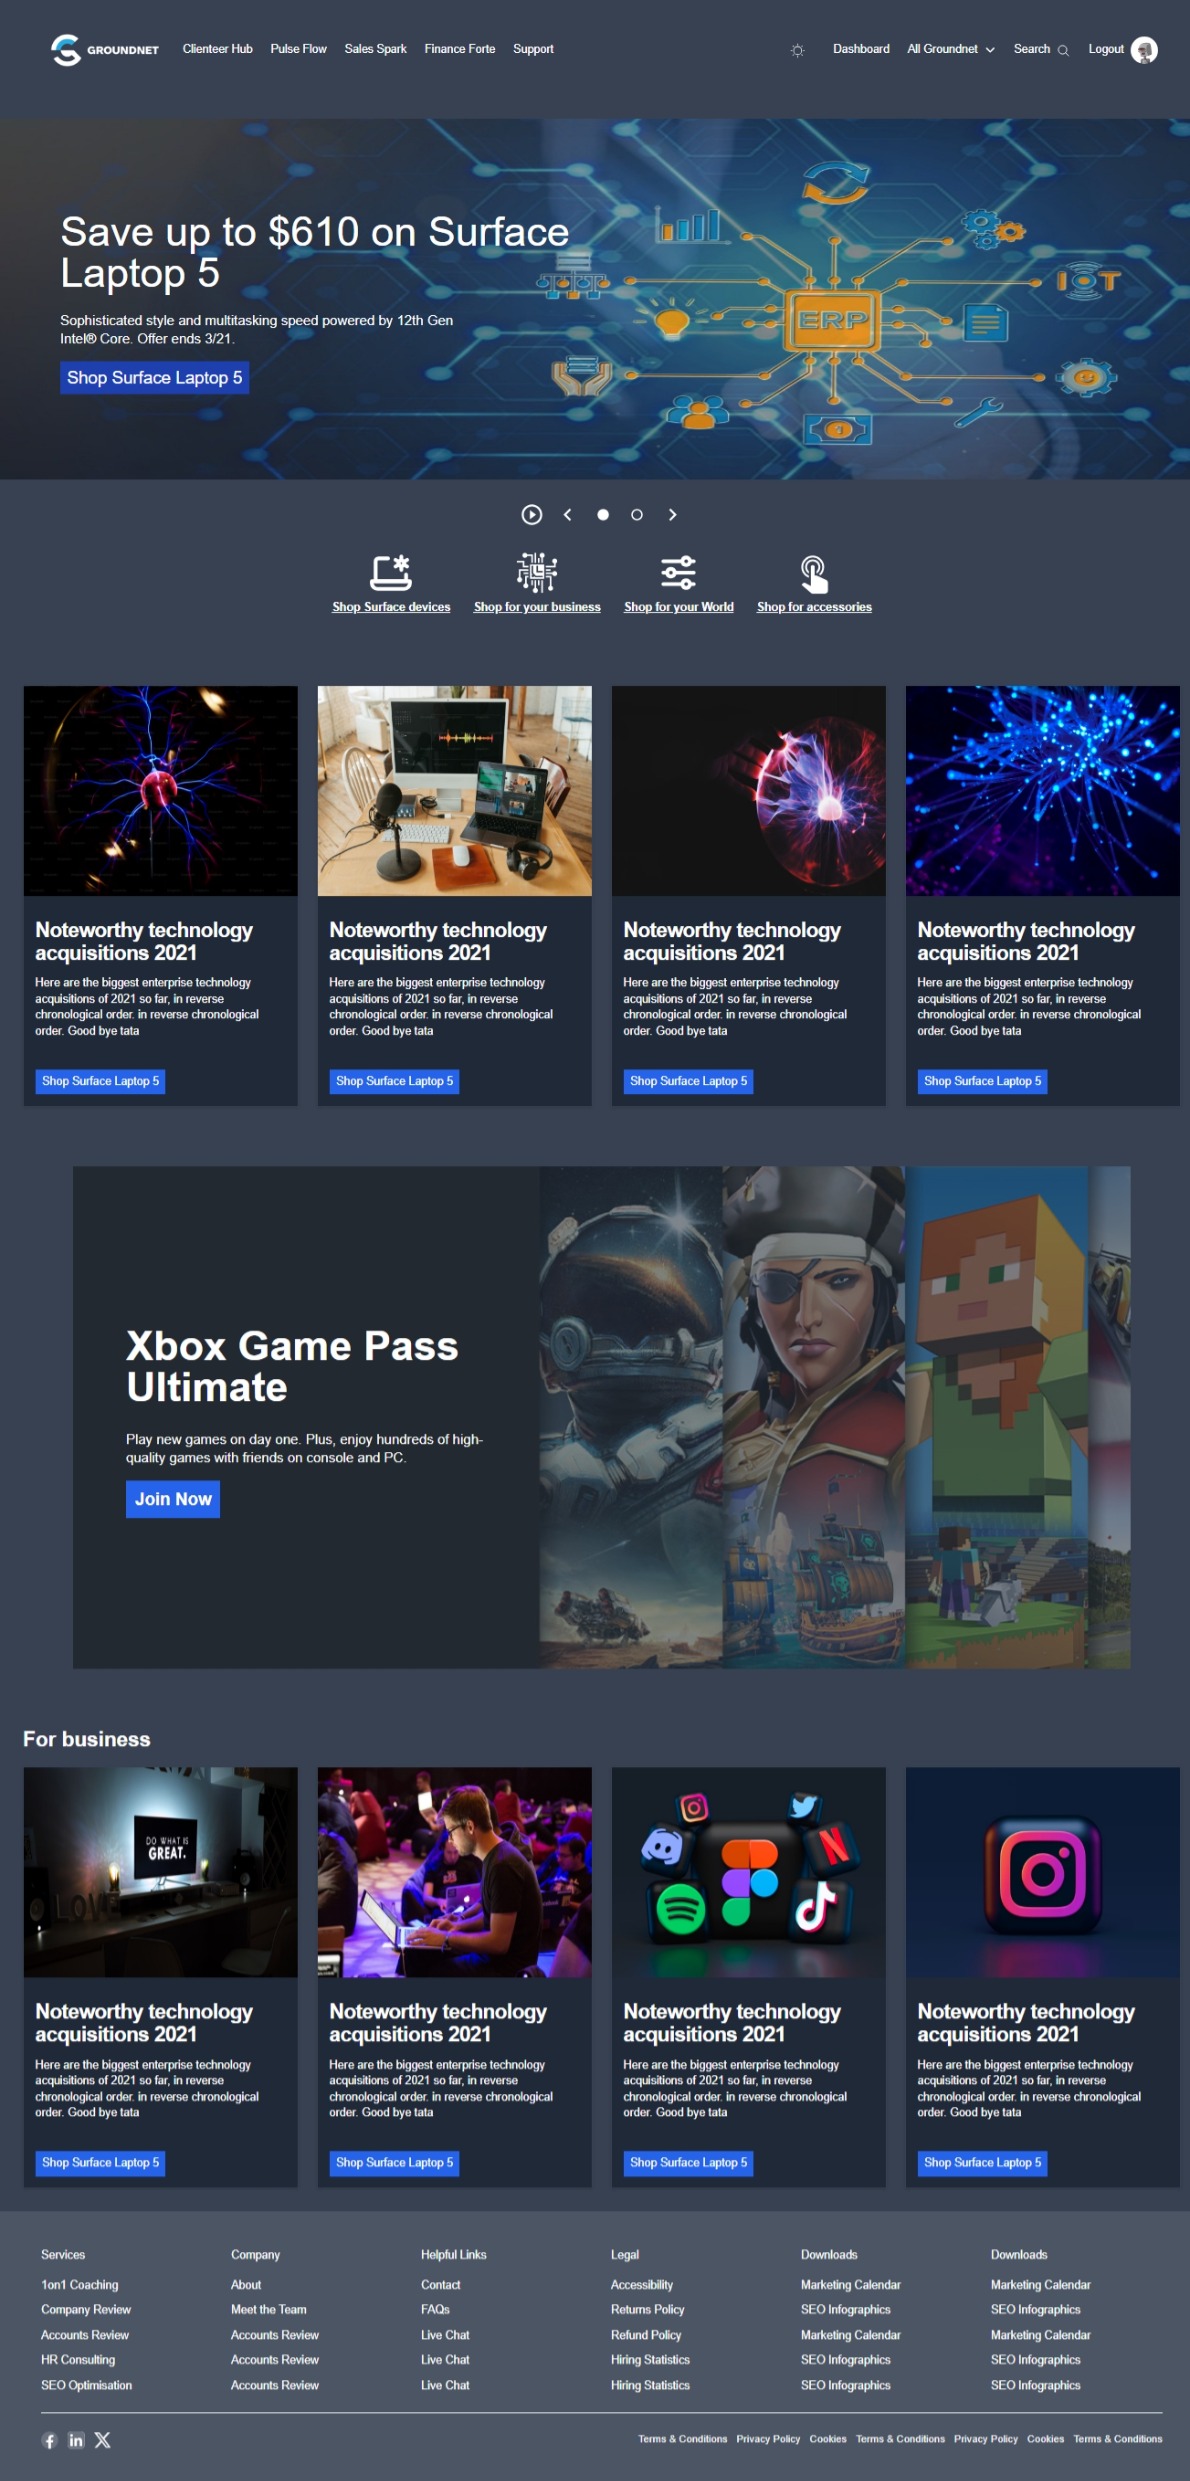 GROUNDNET Clienteer Hub Pulse Flow Sales Spark Finance Forte Support Dashboard All Groundnet Search Logout
Save up to $610 on Surface
Laptop 5
Sophisticated style and multitasking speed powered by 12th Gen
Intel® Core. Offer ends 3/21.
Shop Surface Laptop 5
IOT
ERP
Shop Surface devices Shop for your business Shop for your World Shop for accessories
Noteworthy technology
acquisitions 2021
Here are the biggest enterprise technology
acquisitions of 2021 so far, in reverse
chronological order. in reverse chronological
order. Good bye tata
Shop Surface Laptop 5
Noteworthy technology
acquisitions 2021
Here are the biggest enterprise technology
acquisitions of 2021 so far, in reverse
chronological order. in reverse chronological
order. Good bye tata
Shop Surface Laptop 5
Noteworthy technology
acquisitions 2021
Here are the biggest enterprise technology
acquisitions of 2021 so far, in reverse
chronological order. in reverse chronological
order. Good bye tata
Shop Surface Laptop 5
Noteworthy technology
acquisitions 2021
Here are the biggest enterprise technology
acquisitions of 2021 so far, in reverse
chronological order. in reverse chronological
order. Good bye tata
Shop Surface Laptop 5
Xbox Game Pass
Ultimate
Play new games on day one. Plus, enjoy hundreds of high-
quality games with friends on console and PC.
Join Now
For business
DO WHAT IS
GREAT.
LOVE
Noteworthy technology
acquisitions 2021
Here are the biggest enterprise technology
acquisitions of 2021 so far, in reverse
chronological order. in reverse chronological
order. Good bye tata
Shop Surface Laptop 5
Noteworthy technology
acquisitions 2021
Here are the biggest enterprise technology
acquisitions of 2021 so far, in reverse
chronological order. in reverse chronological
order. Good bye tata
Shop Surface Laptop 5
Noteworthy technology
acquisitions 2021
Here are the biggest enterprise technology
acquisitions of 2021 so far, in reverse
chronological order. in reverse chronological
order. Good bye tata
Shop Surface Laptop 5
Noteworthy technology
acquisitions 2021
Here are the biggest enterprise technology
acquisitions of 2021 so far, in reverse
chronological order. in reverse chronological
order. Good bye tata
Shop Surface Laptop 5
Services
1on1 Coaching
Company Review
Accounts Review
HR Consulting
SEO Optimisation
Company
About
Meet the Team
Accounts Review
Accounts Review
Accounts Review
Helpful Links
Contact
FAQs
Live Chat
Live Chat
Live Chat
Legal
Accessibility
Returns Policy
Refund Policy
Hiring Statistics
Hiring Statistics
Downloads
Marketing Calendar
SEO Infographics
Marketing Calendar
SEO Infographics
SEO Infographics
Downloads
Marketing Calendar
SEO Infographics
Marketing Calendar
SEO Infographics
SEO Infographics
Terms & Conditions Privacy Policy Cookies Terms & Conditions Privacy Policy Cookies Terms & Conditions